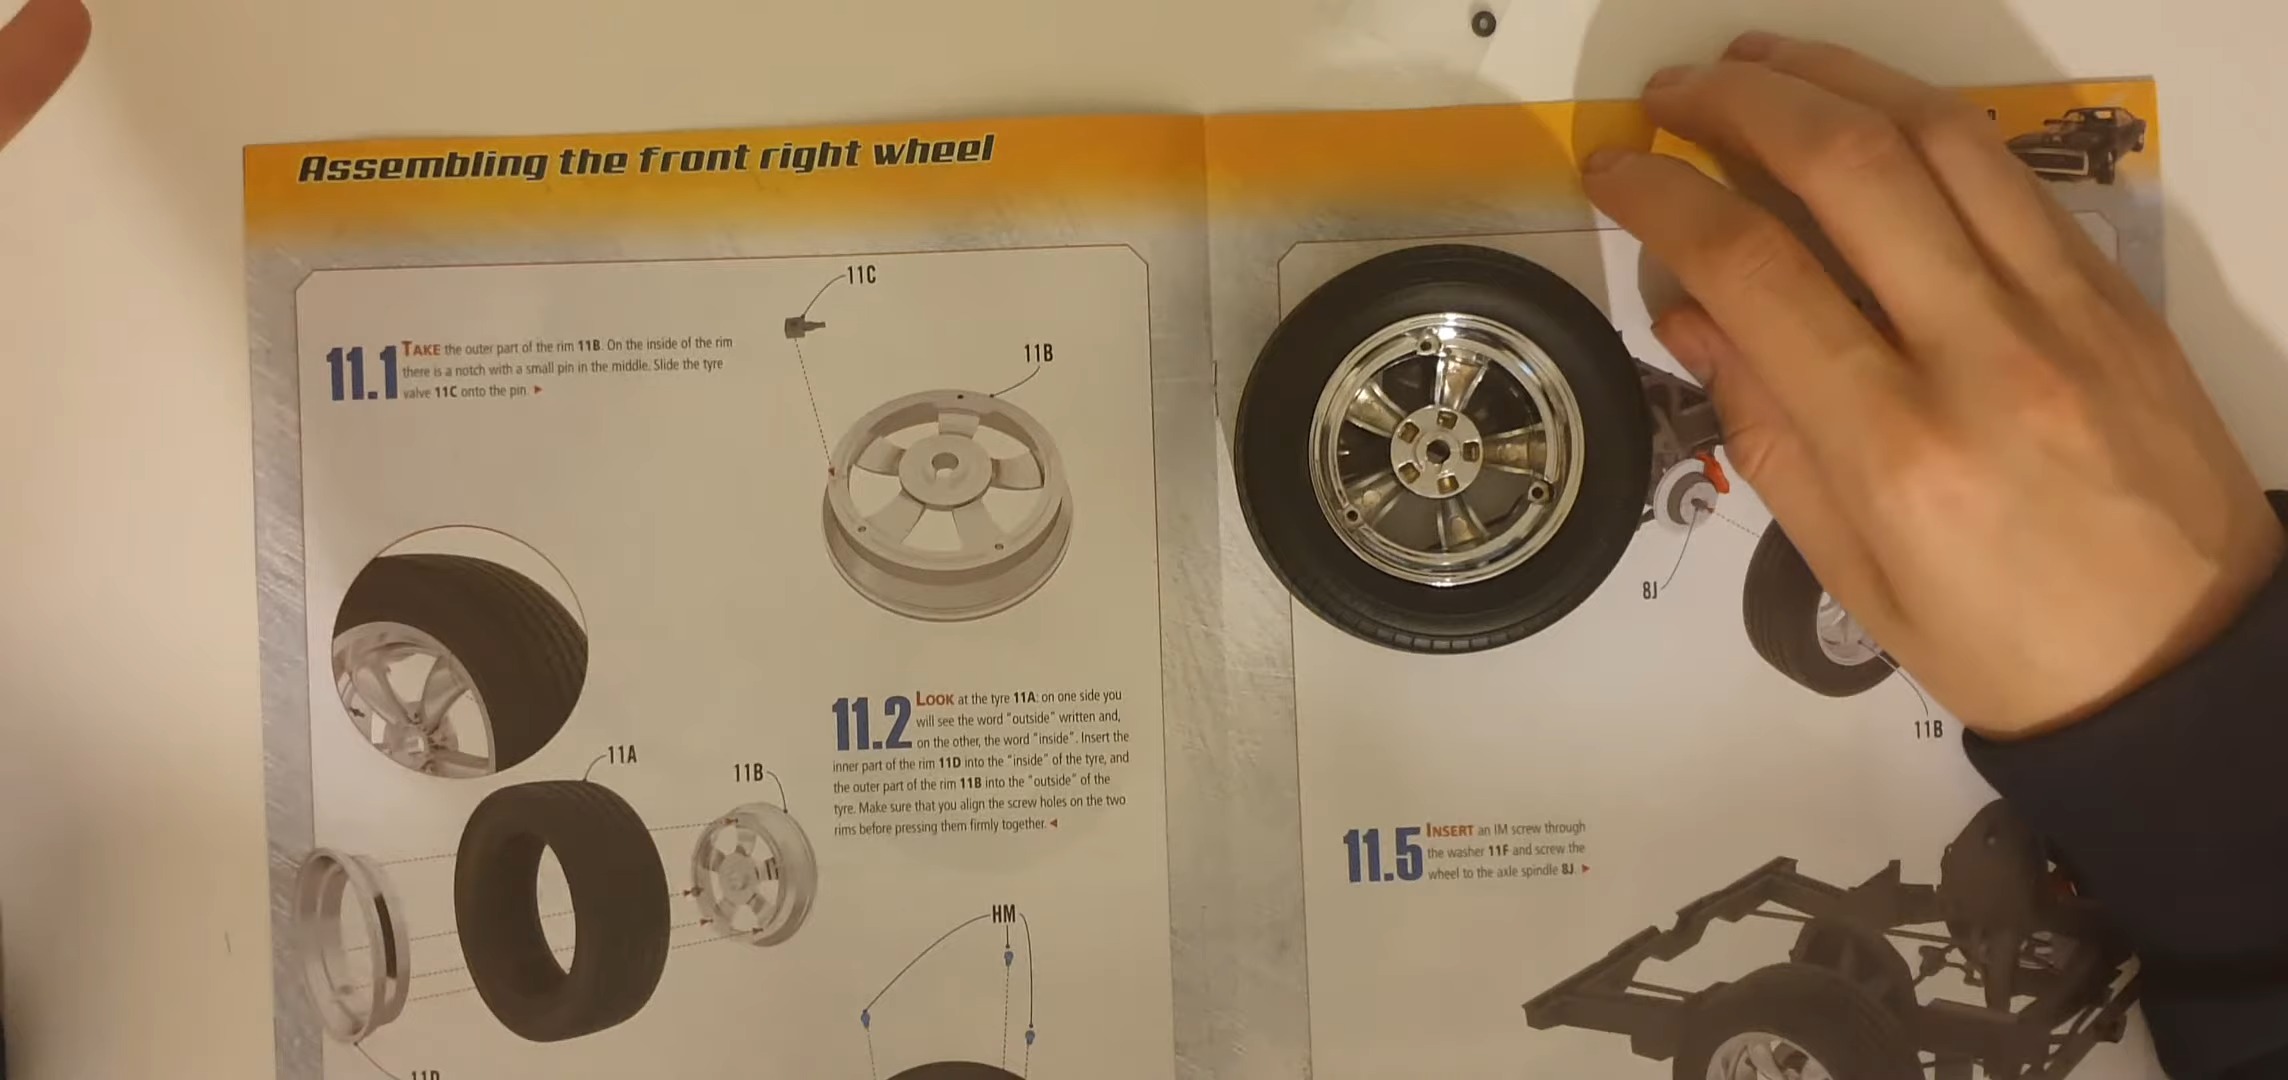 Assembling the front right wheel
11C
11B
11.1 TAKE the outer part of the rim 11B. On the inside of the rim
there is a notch with a small pin in the middle. Slide the tyre
valve 11C onto the pin.
11.2 LOOK at the tyre 11A: on one side you
will see the word "outside" written and,
on the other, the word "inside". Insert the
inner part of the rim 11D into the "inside" of the tyre, and
the outer part of the rim 11B into the "outside" of the
tyre. Make sure that you align the screw holes on the two
rims before pressing them firmly together.
11A
11B
HM
11D
8J
11B
11.5 INSERT an IM screw through
the washer 11F and screw the
wheel to the axle spindle 8J.